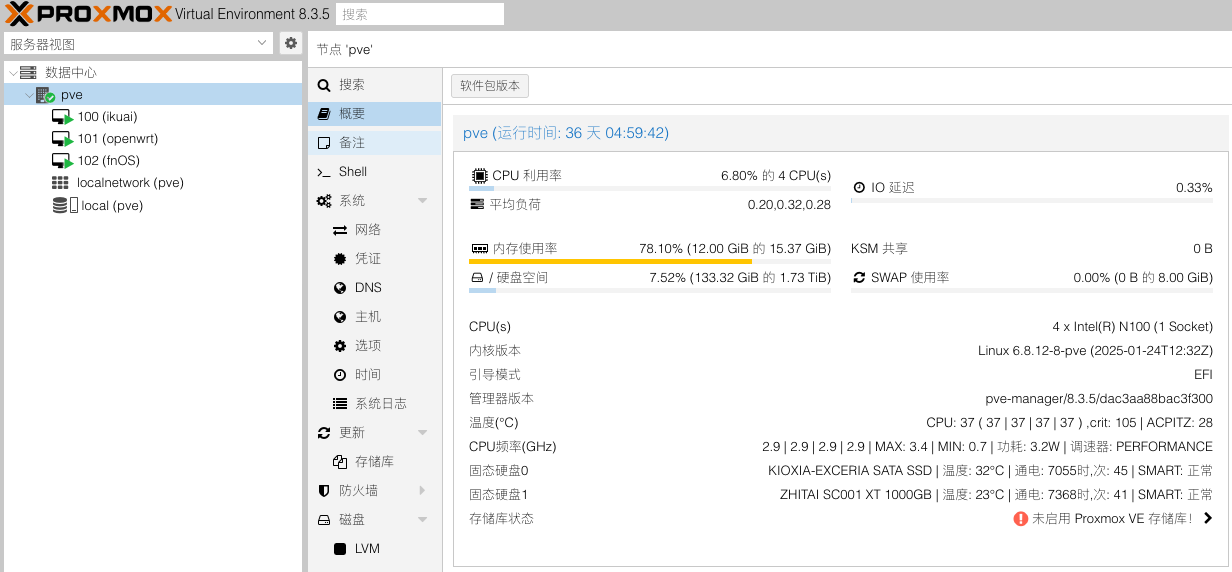 PROXMOX Virtual Environment 8.3.5 搜索
服务器视图
数据中心
pve
100 (ikuai)
101 (openwrt)
102 (fnOS)
localnetwork (pve)
local (pve)
节点 'pve'
搜索
概要
备注
Shell
系统
网络
凭证
DNS
主机
选项
时间
系统日志
更新
存储库
防火墙
磁盘
LVM
软件包版本
pve (运行时间: 36 天 04:59:42)
CPU 利用率 6.80% 的 4 CPU(s)
IO 延迟 0.33%
平均负荷 0.20,0.32,0.28
内存使用率 78.10% (12.00 GiB 的 15.37 GiB)
KSM 共享 0 B
/ 硬盘空间 7.52% (133.32 GiB 的 1.73 TiB)
SWAP 使用率 0.00% (0 B 的 8.00 GiB)
CPU(s) 4 x Intel(R) N100 (1 Socket)
内核版本 Linux 6.8.12-8-pve (2025-01-24T12:32Z)
引导模式 EFI
管理器版本 pve-manager/8.3.5/dac3aa88bac3f300
温度(°C) CPU: 37 ( 37 | 37 | 37 | 37 ) ,crit: 105 | ACPITZ: 28
CPU频率(GHz) 2.9 | 2.9 | 2.9 | 2.9 | MAX: 3.4 | MIN: 0.7 | 功耗: 3.2W | 调速器: PERFORMANCE
固态硬盘0 KIOXIA-EXCERIA SATA SSD | 温度: 32°C | 通电: 7055时,次: 45 | SMART: 正常
固态硬盘1 ZHITAI SC001 XT 1000GB | 温度: 23°C | 通电: 7368时,次: 41 | SMART: 正常
存储库状态 未启用 Proxmox VE 存储库!